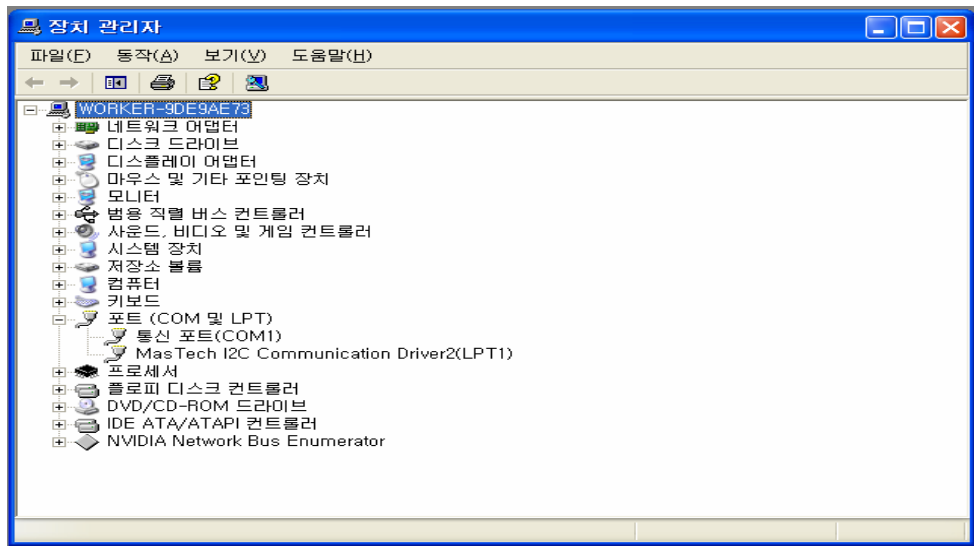 장치 관리자
파일(F) 동작(A) 보기(V) 도움말(H)
WORKER-9DE9AE73
네트워크 어댑터
디스크 드라이브
디스플레이 어댑터
마우스 및 기타 포인팅 장치
모니터
범용 직렬 버스 컨트롤러
사운드, 비디오 및 게임 컨트롤러
시스템 장치
저장소 볼륨
컴퓨터
키보드
포트 (COM 및 LPT)
통신 포트(COM1)
MasTech I2C Communication Driver2(LPT1)
프로세서
플로피 디스크 컨트롤러
DVD/CD-ROM 드라이브
IDE ATA/ATAPI 컨트롤러
NVIDIA Network Bus Enumerator